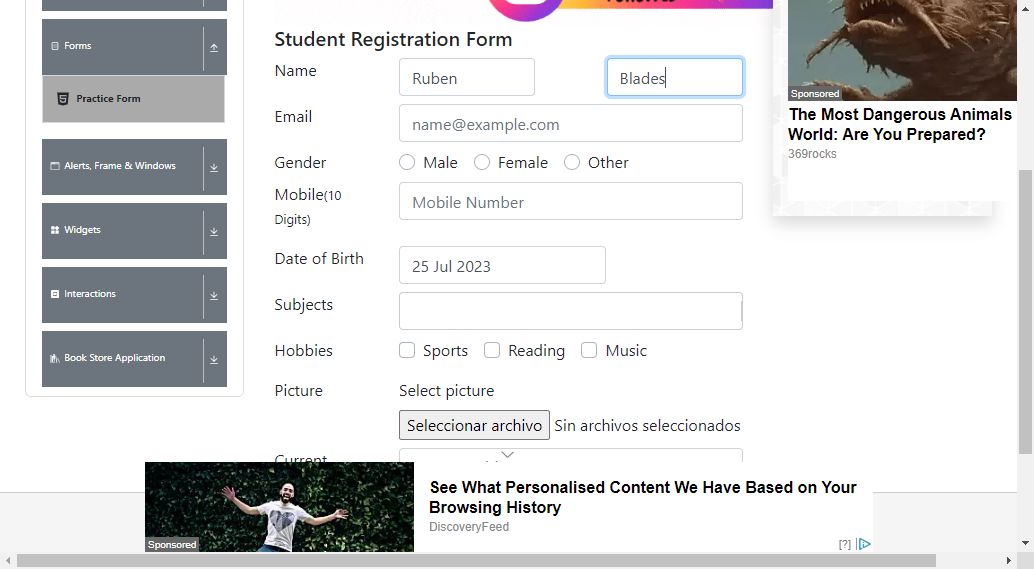 Forms
Practice Form
Alerts, Frame & Windows
Widgets
Interactions
Book Store Application
Student Registration Form
Name
Ruben
Blades
Email
name@example.com
Gender
Male
Female
Other
Mobile(10
Digits)
Mobile Number
Date of Birth
25 Jul 2023
Subjects
Hobbies
Sports
Reading
Music
Picture
Select picture
Seleccionar archivo
Sin archivos seleccionados
Current
Sponsored
The Most Dangerous Animals
World: Are You Prepared?
369rocks
Sponsored
See What Personalised Content We Have Based on Your
Browsing History
DiscoveryFeed
[?]